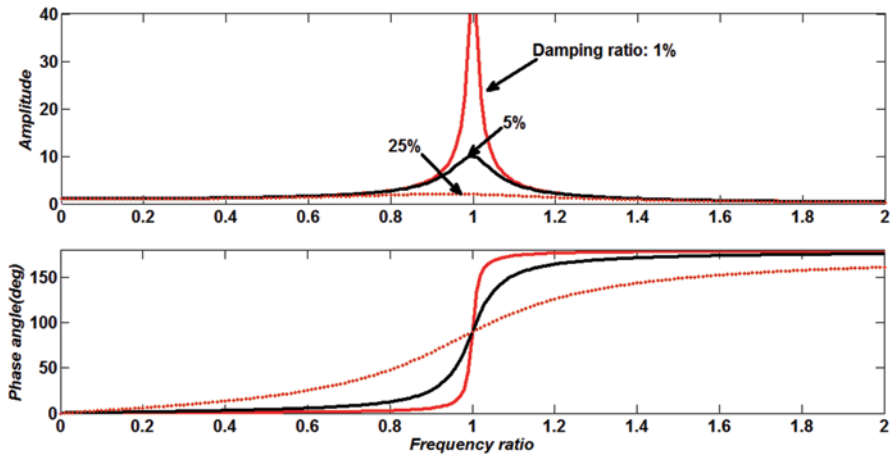 40
30
20
10
0
Amplitude
Damping ratio: 1%
5%
25%
0 0.2 0.4 0.6 0.8 1 1.2 1.4 1.6 1.8 2
150
100
50
0
Phase angle(deg)
0 0.2 0.4 0.6 0.8 1 1.2 1.4 1.6 1.8 2
Frequency ratio